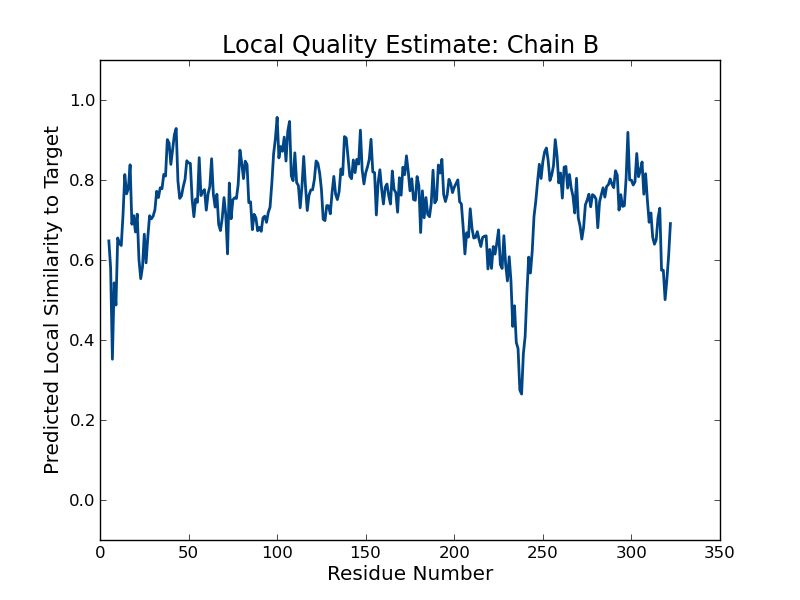 Local Quality Estimate: Chain B
Predicted Local Similarity to Target
1.0
0.8
0.6
0.4
0.2
0.0
0 50 100 150 200 250 300 350
Residue Number